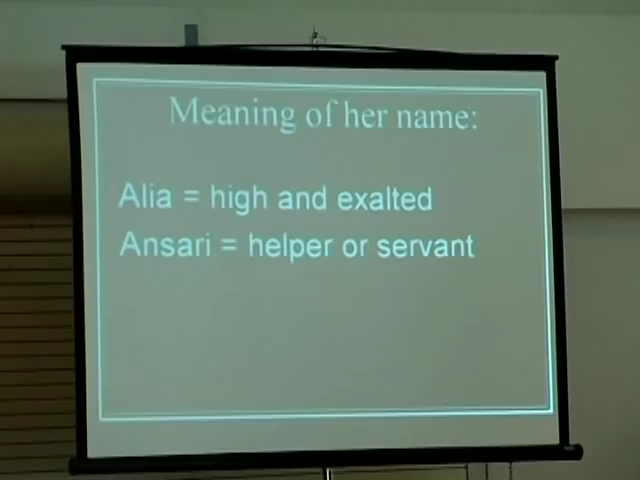 Meaning of her name:
Alia = high and exalted
Ansari = helper or servant